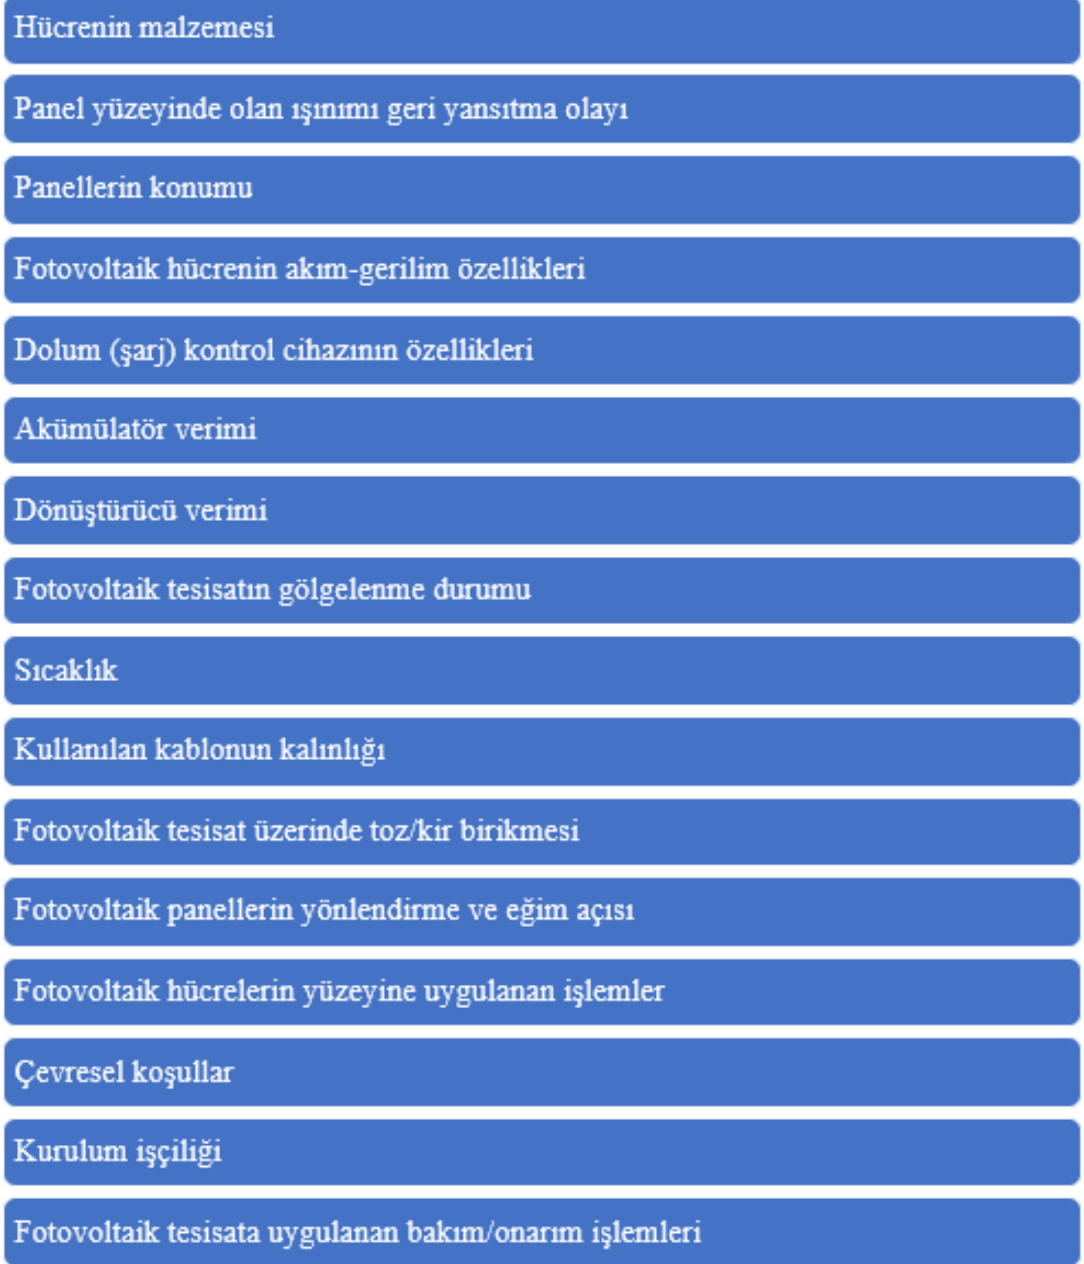 Hücrenin malzemesi
Panel yüzeyinde olan ışınımı geri yansıtma olayı
Panellerin konumu
Fotovoltaik hücrenin akım-gerilim özellikleri
Dolum (şarj) kontrol cihazının özellikleri
Akümülatör verimi
Dönüştürücü verimi
Fotovoltaik tesisatın gölgelenme durumu
Sıcaklık
Kullanılan kablonun kalınlığı
Fotovoltaik tesisat üzerinde toz/kir birikmesi
Fotovoltaik panellerin yönlendirme ve eğim açısı
Fotovoltaik hücrelerin yüzeyine uygulanan işlemler
Çevresel koşullar
Kurulum işçiliği
Fotovoltaik tesisata uygulanan bakım/onarım işlemleri